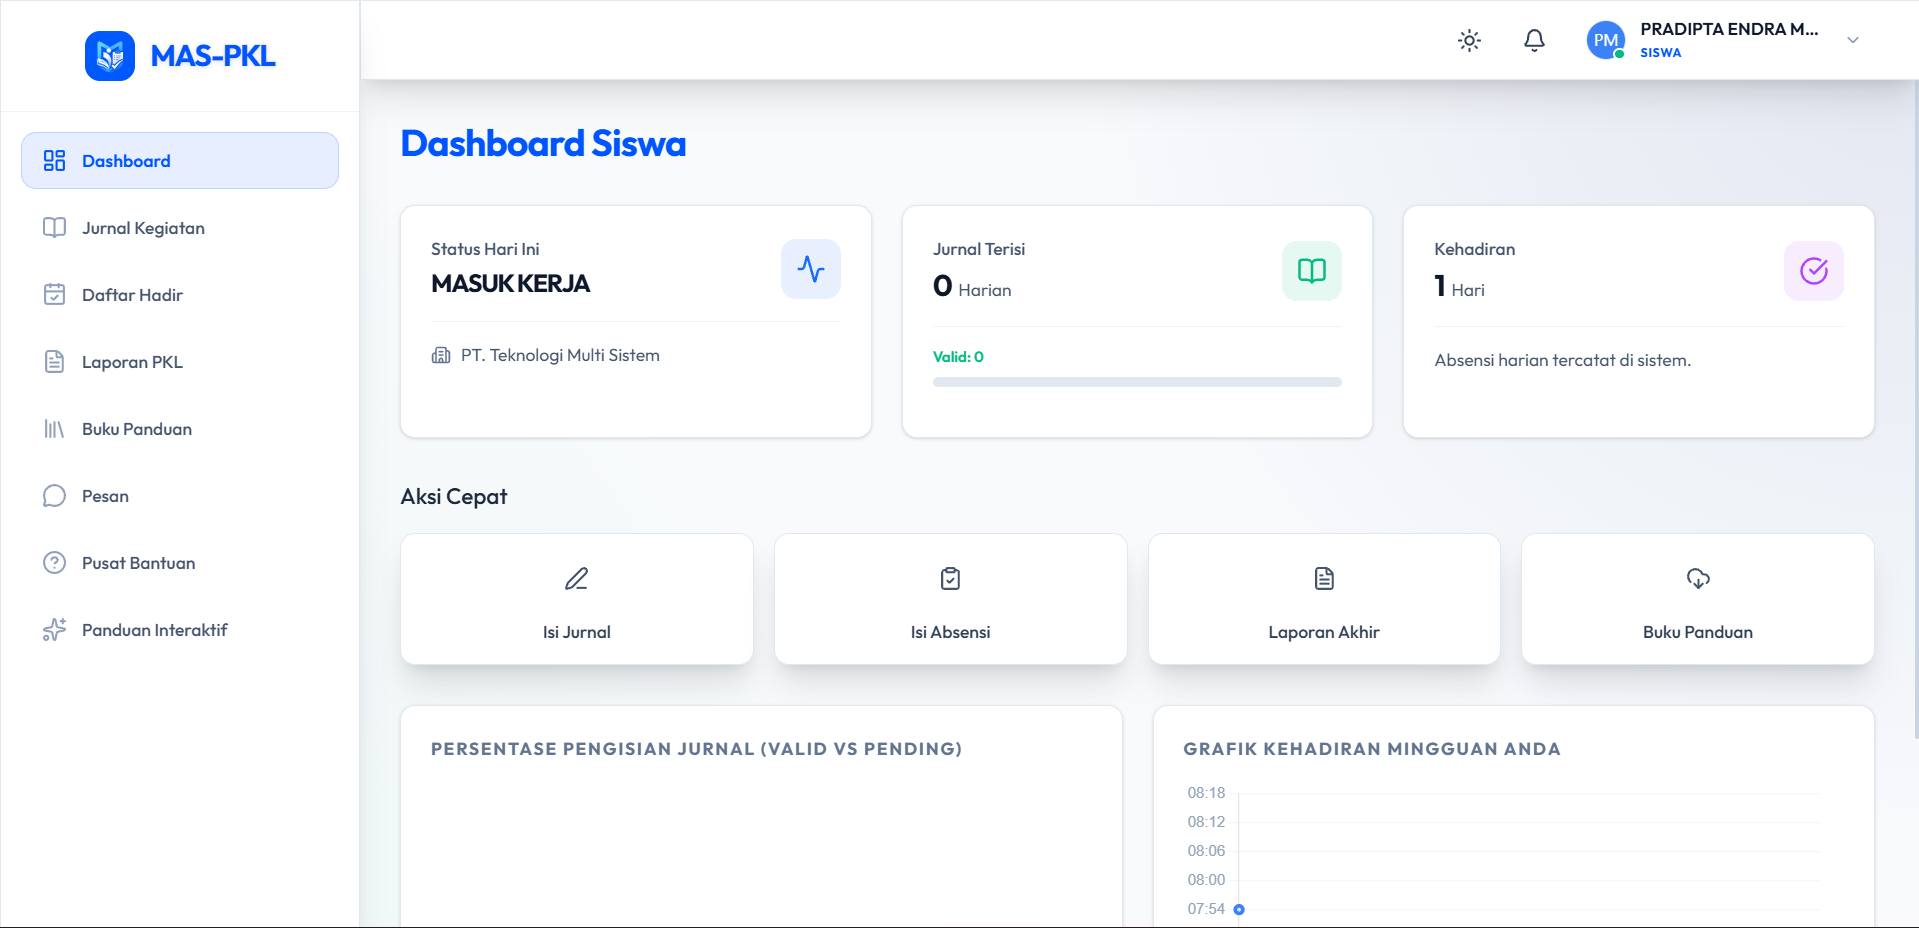 MAS-PKL
PRADIPTA ENDRA M...
PM
SISWA
Dashboard
Jurnal Kegiatan
Daftar Hadir
Laporan PKL
Buku Panduan
Pesan
Pusat Bantuan
Panduan Interaktif
Dashboard Siswa
Status Hari Ini
MASUK KERJA
PT. Teknologi Multi Sistem
Jurnal Terisi
0 Harian
Valid: 0
Kehadiran
1 Hari
Absensi harian tercatat di sistem.
Aksi Cepat
Isi Jurnal
Isi Absensi
Laporan Akhir
Buku Panduan
PERSENTASE PENGISIAN JURNAL (VALID VS PENDING)
GRAFIK KEHADIRAN MINGGUAN ANDA
08:18
08:12
08:06
08:00
07:54